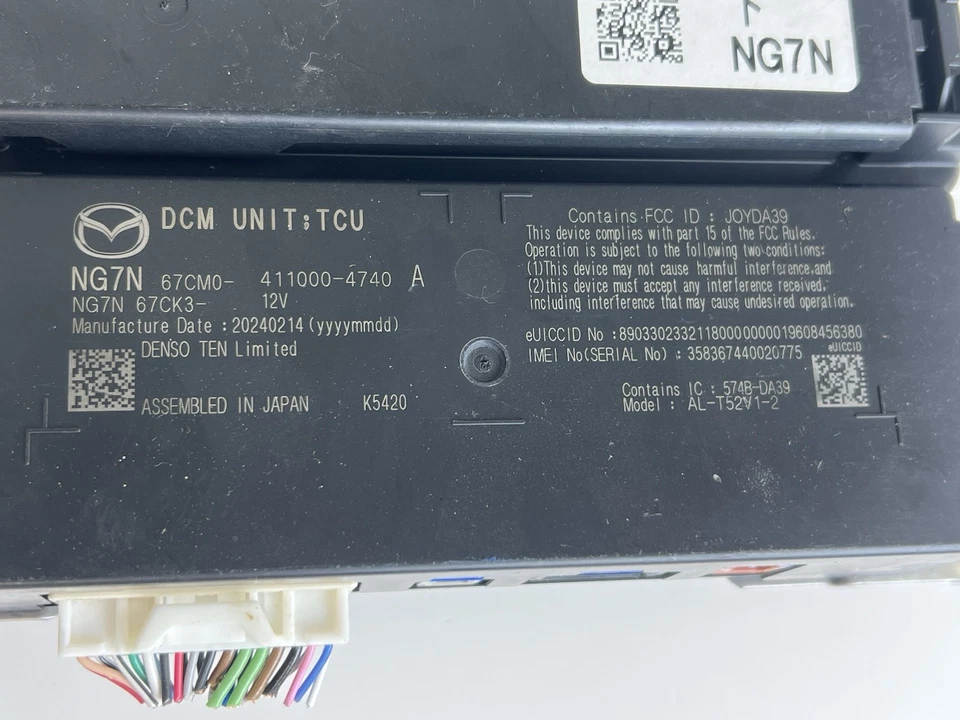 ト
NG7N
DCM UNIT;TCU
NG7N 67CM0- 411000-4740 A
NG7N 67CK3- 12V
Manufacture Date : 20240214 (yyyymmdd)
DENSO TEN Limited
ASSEMBLED IN JAPAN K5420
Contains FCC ID : JOYDA39
This device complies with part 15 of the FCC Rules.
Operation is subject to the following two conditions:
(1)This device may not cause harmful interference.and
(2)this device must accept any interference received.
including interference that may cause undesired operation.
eUICCID No : 89033023321180000000019608456380
IMEI No(SERIAL No) : 358367440020775
eUICCID
Contains IC : 574B-DA39
Model : AL-T52V1-2